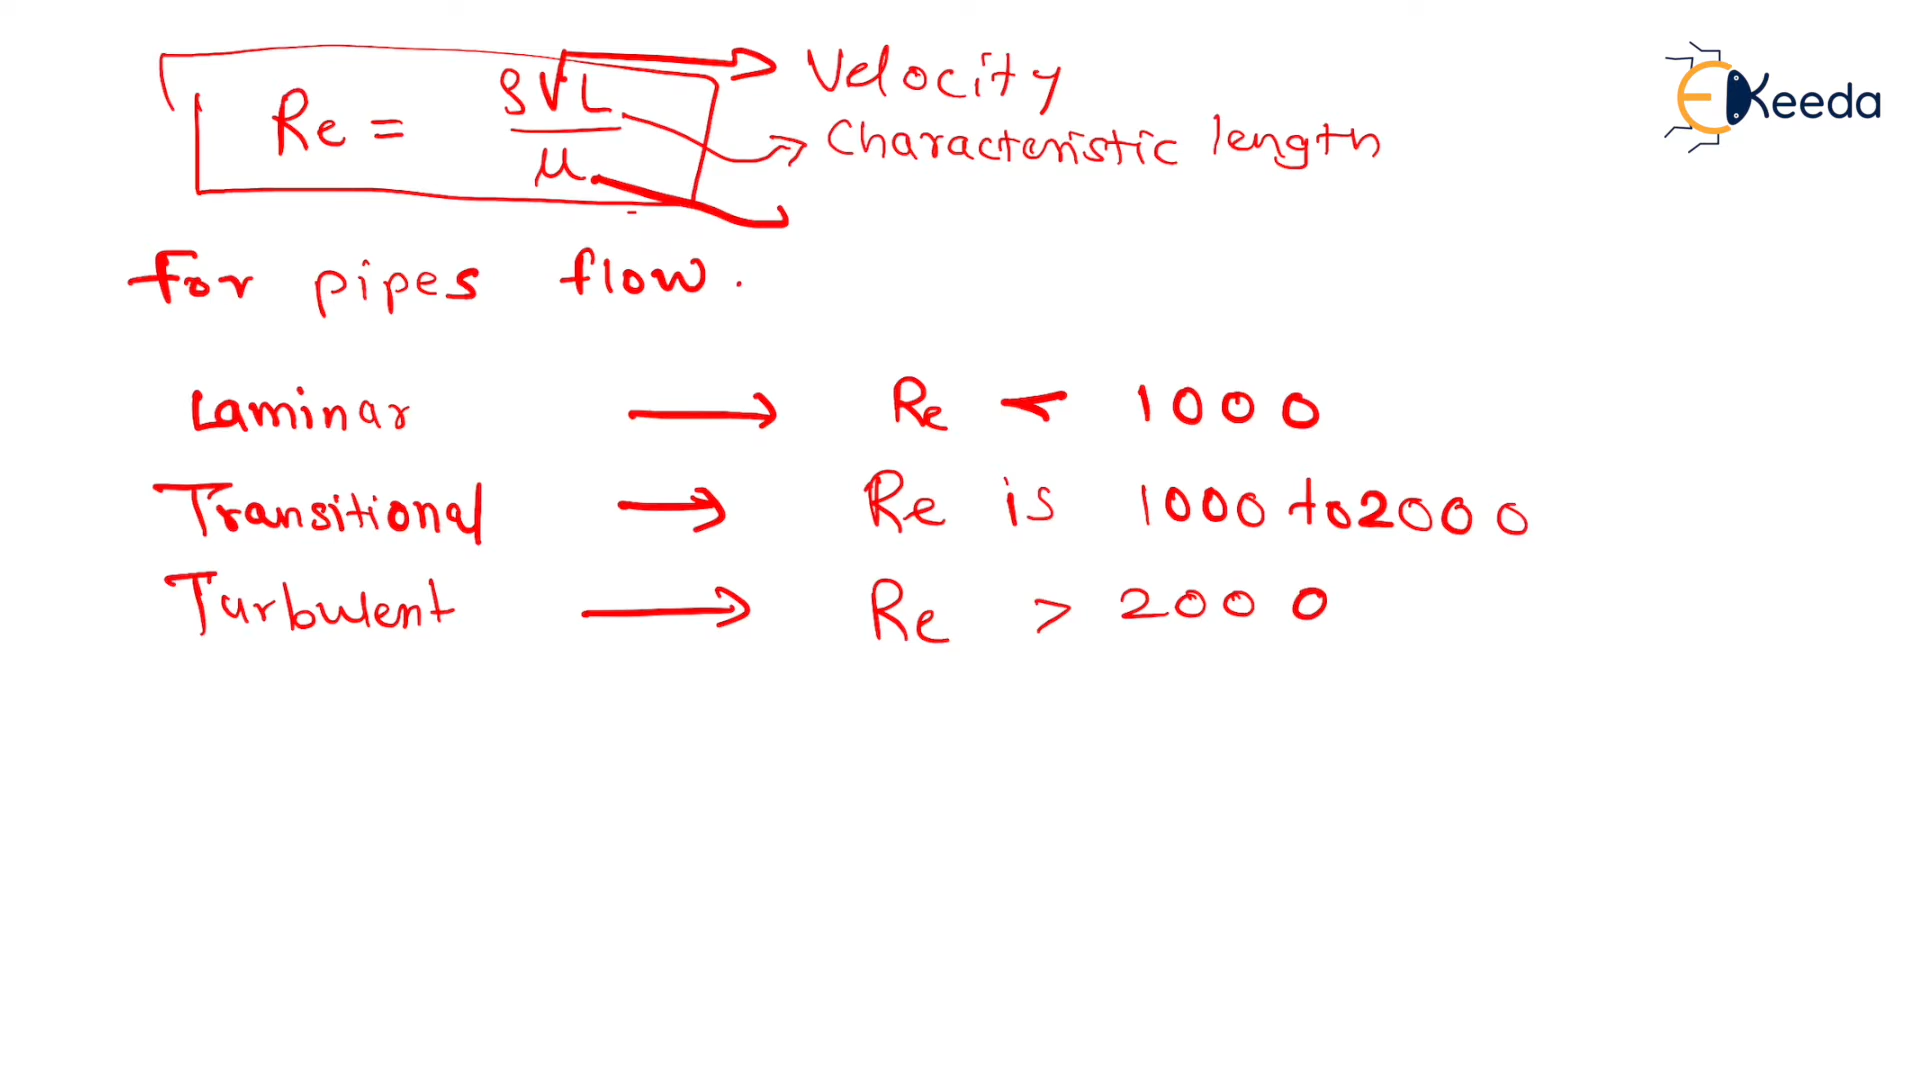 Re = ρVL / μ
Velocity
Characteristic length
EKeeda
For pipes flow.
Laminar → Re < 1000
Transitional → Re is 1000 to 2000
Turbulent → Re > 2000